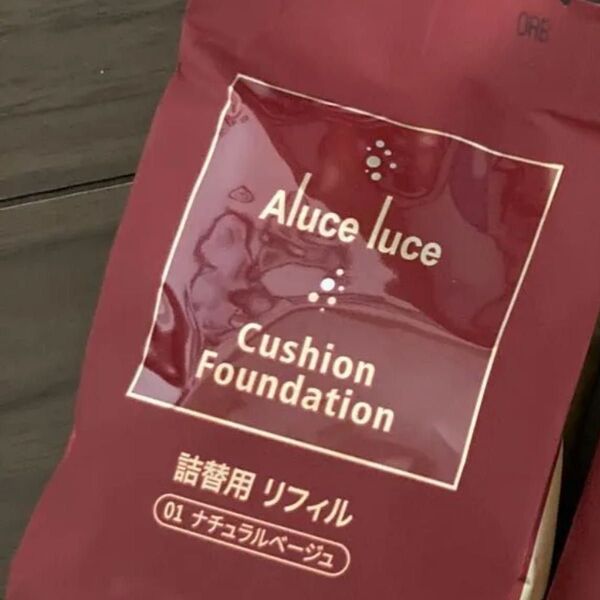 ORB
Aluce luce
Cushion
Foundation
詰替用 リフィル
01 ナチュラルベージュ